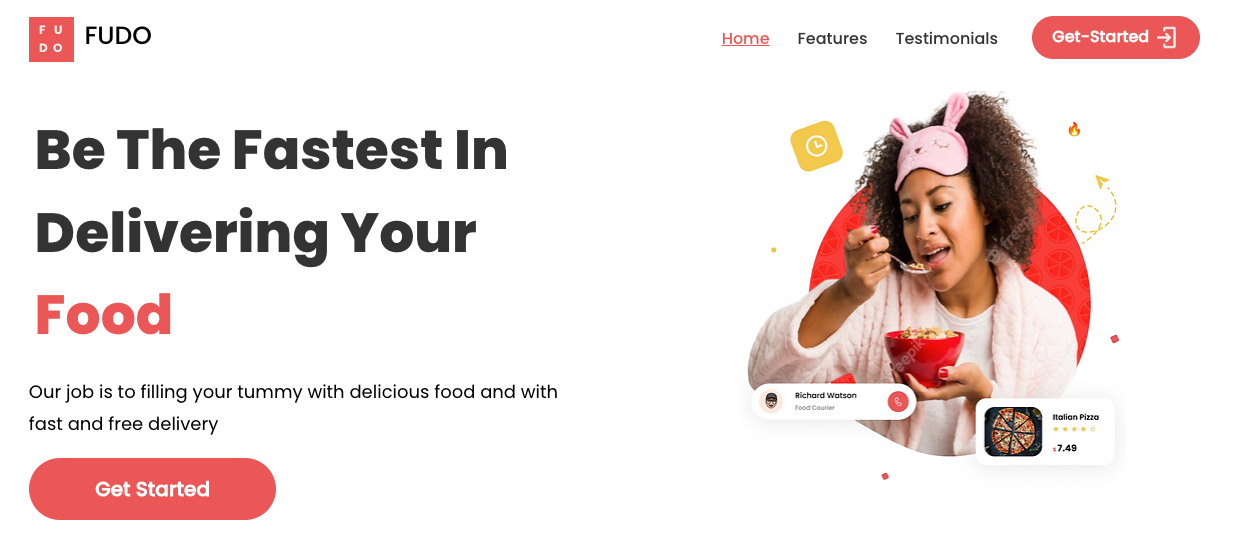 F U
D O
FUDO
Home
Features
Testimonials
Get-Started
Be The Fastest In
Delivering Your
Food
Our job is to filling your tummy with delicious food and with
fast and free delivery
Get Started
Richard Watson
Food Courier
Italian Pizza
$7.49